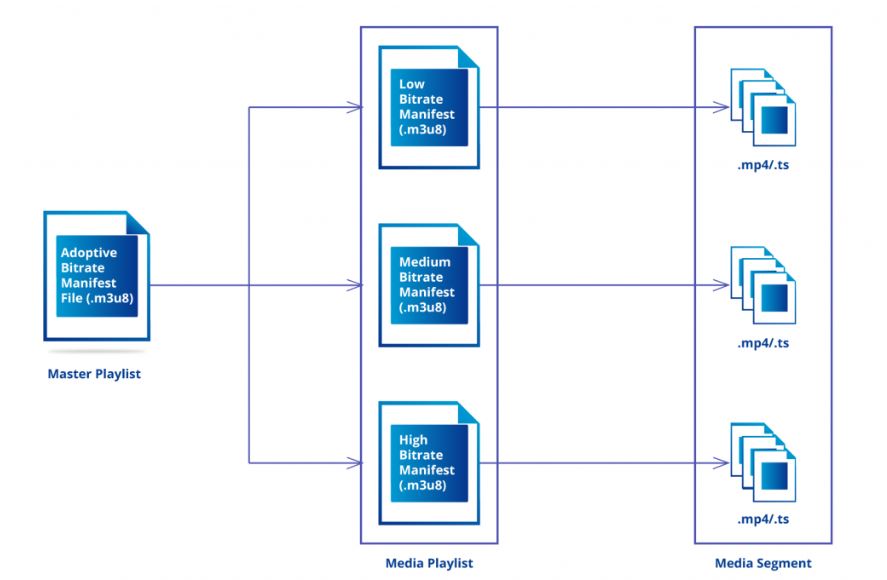 Low
Bitrate
Manifest
(.m3u8)
.mp4/.ts
Adoptive
Bitrate
Manifest
File (.m3u8)
Master Playlist
Medium
Bitrate
Manifest
(.m3u8)
.mp4/.ts
High
Bitrate
Manifest
(.m3u8)
.mp4/.ts
Media Playlist
Media Segment